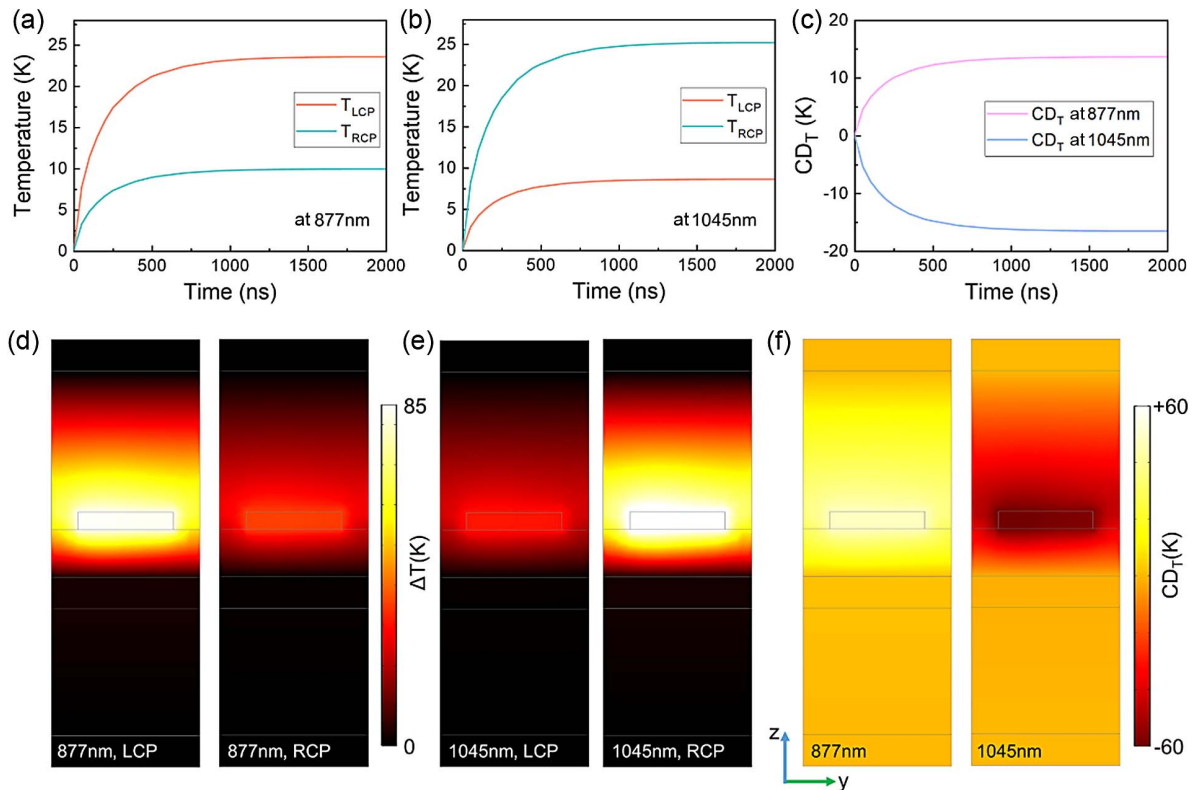 (a)
Temperature (K)
25
20
15
10
5
0
T_LCP
T_RCP
at 877nm
0 500 1000 1500 2000
Time (ns)
(b)
Temperature (K)
25
20
15
10
5
0
T_LCP
T_RCP
at 1045nm
0 500 1000 1500 2000
Time (ns)
(c)
CD_T (K)
20
10
0
-10
-20
CD_T at 877nm
CD_T at 1045nm
0 500 1000 1500 2000
Time (ns)
(d)
877nm, LCP
877nm, RCP
85
ΔT(K)
0
(e)
1045nm, LCP
1045nm, RCP
(f)
z
y
877nm
1045nm
+60
CD_T(K)
-60